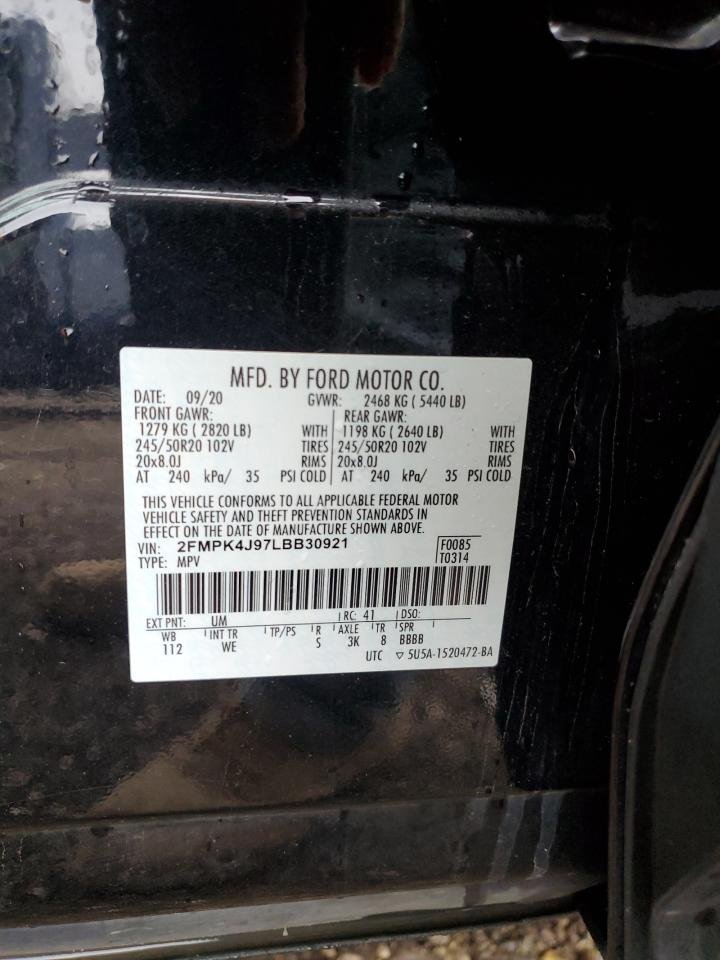 MFD. BY FORD MOTOR CO.
DATE: 09/20 GVWR: 2468 KG ( 5440 LB)
FRONT GAWR: REAR GAWR:
1279 KG ( 2820 LB) WITH 1198 KG ( 2640 LB) WITH
245/50R20 102V TIRES 245/50R20 102V TIRES
20x8.0J RIMS 20x8.0J RIMS
AT 240 kPa/ 35 PSI COLD AT 240 kPa/ 35 PSI COLD
THIS VEHICLE CONFORMS TO ALL APPLICABLE FEDERAL MOTOR
VEHICLE SAFETY AND THEFT PREVENTION STANDARDS IN
EFFECT ON THE DATE OF MANUFACTURE SHOWN ABOVE.
VIN: 2FMPK4J97LBB30921 F0085
TYPE: MPV T0314
EXT PNT: UM RC: 41 DSO:
WB INT TR TP/PS R AXLE TR SPR
112 WE S 3K 8 BBBB
UTC ▽ 5U5A-1520472-BA